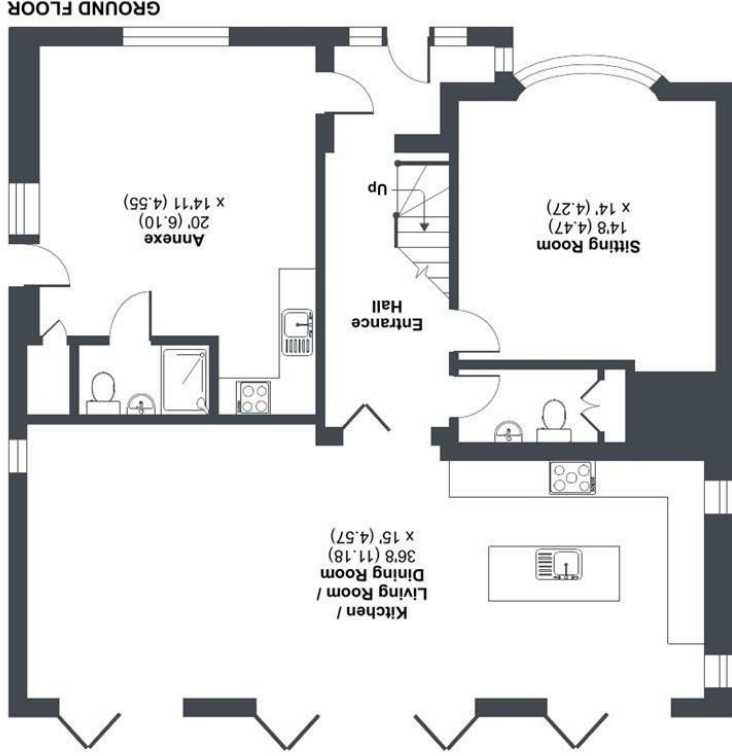 Kitchen /
Living Room /
Dining Room
36'8 (11.18)
x 15' (4.57)
Entrance
Hall
Up
Sitting Room
14'8 (4.47)
x 14' (4.27)
Annexe
20' (6.10)
x 14'11 (4.55)
GROUND FLOOR